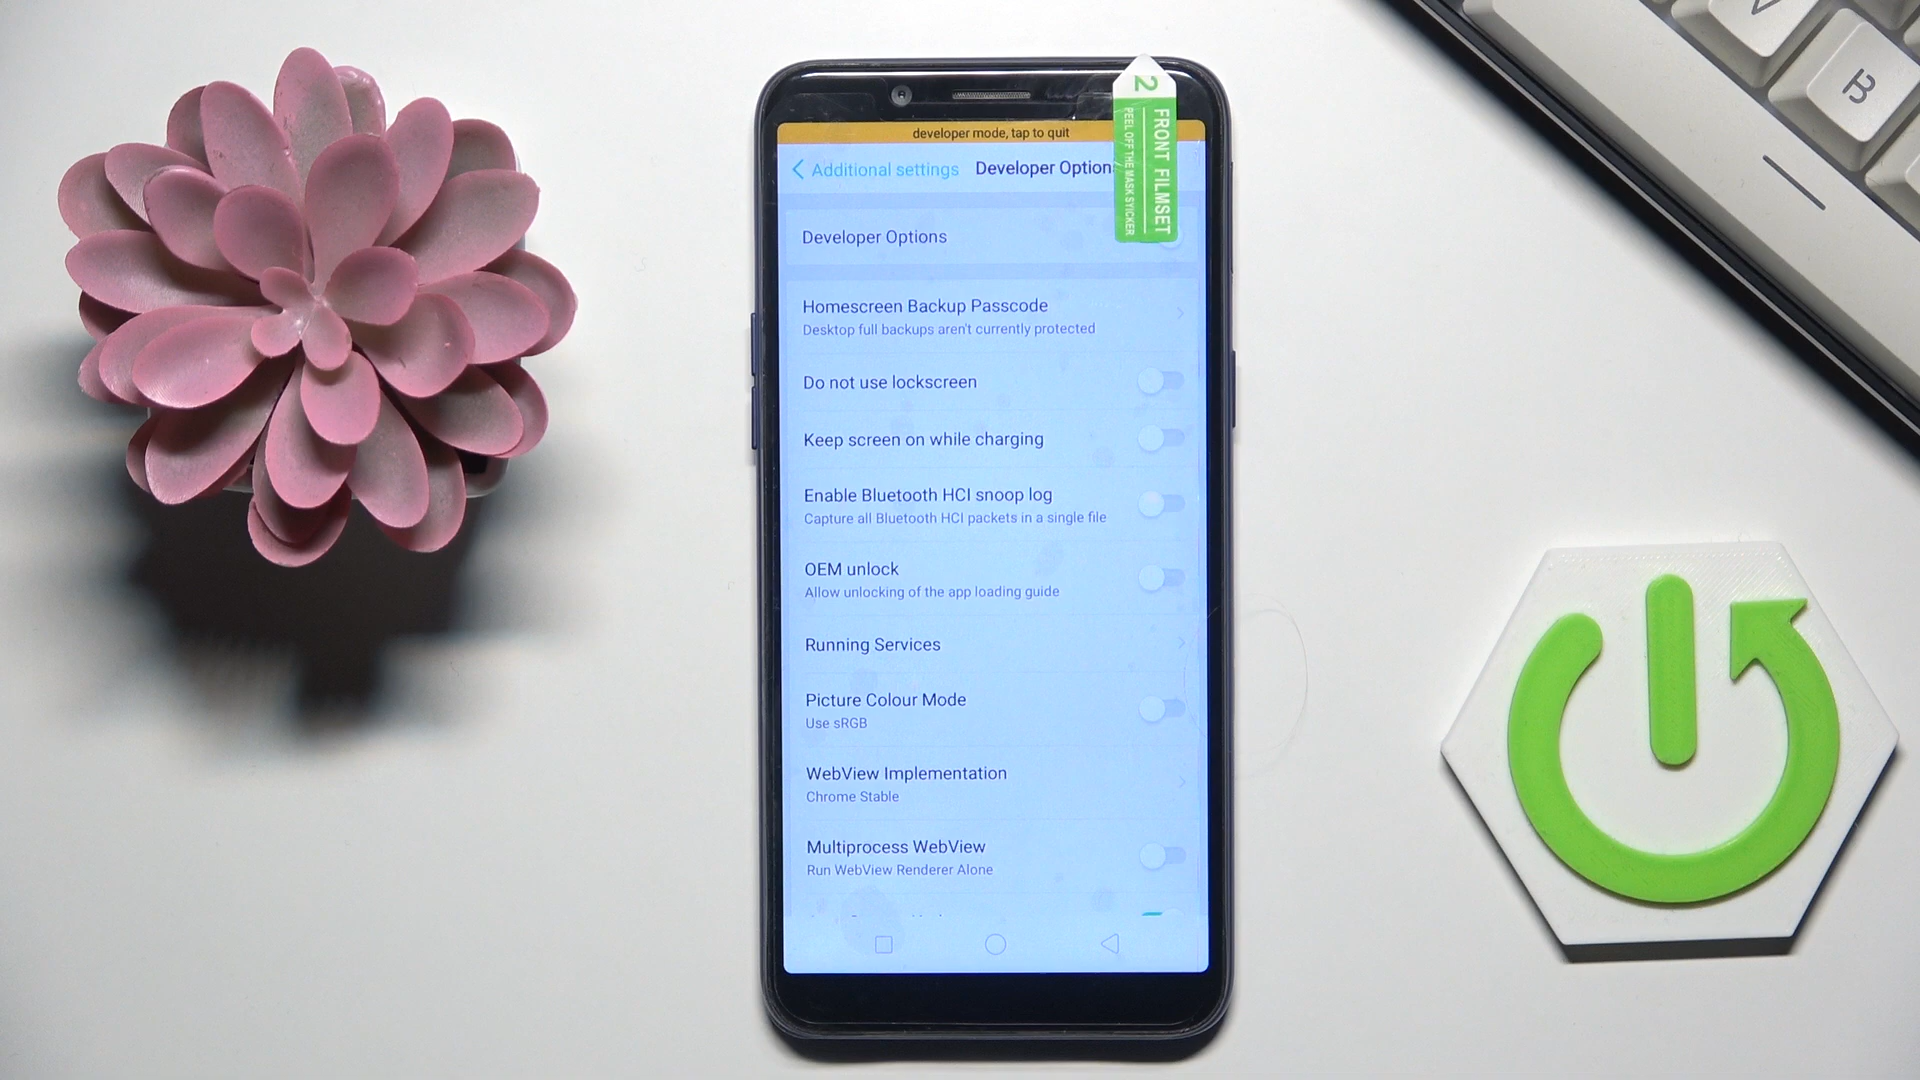 developer mode, tap to quit
Additional settings Developer Option
2
FRONT FILMSET
PEEL OFF THE MASK SYICKER
Developer Options
Homescreen Backup Passcode
Desktop full backups aren't currently protected
Do not use lockscreen
Keep screen on while charging
Enable Bluetooth HCI snoop log
Capture all Bluetooth HCI packets in a single file
OEM unlock
Allow unlocking of the app loading guide
Running Services
Picture Colour Mode
Use sRGB
WebView Implementation
Chrome Stable
Multiprocess WebView
Run WebView Renderer Alone
V
B